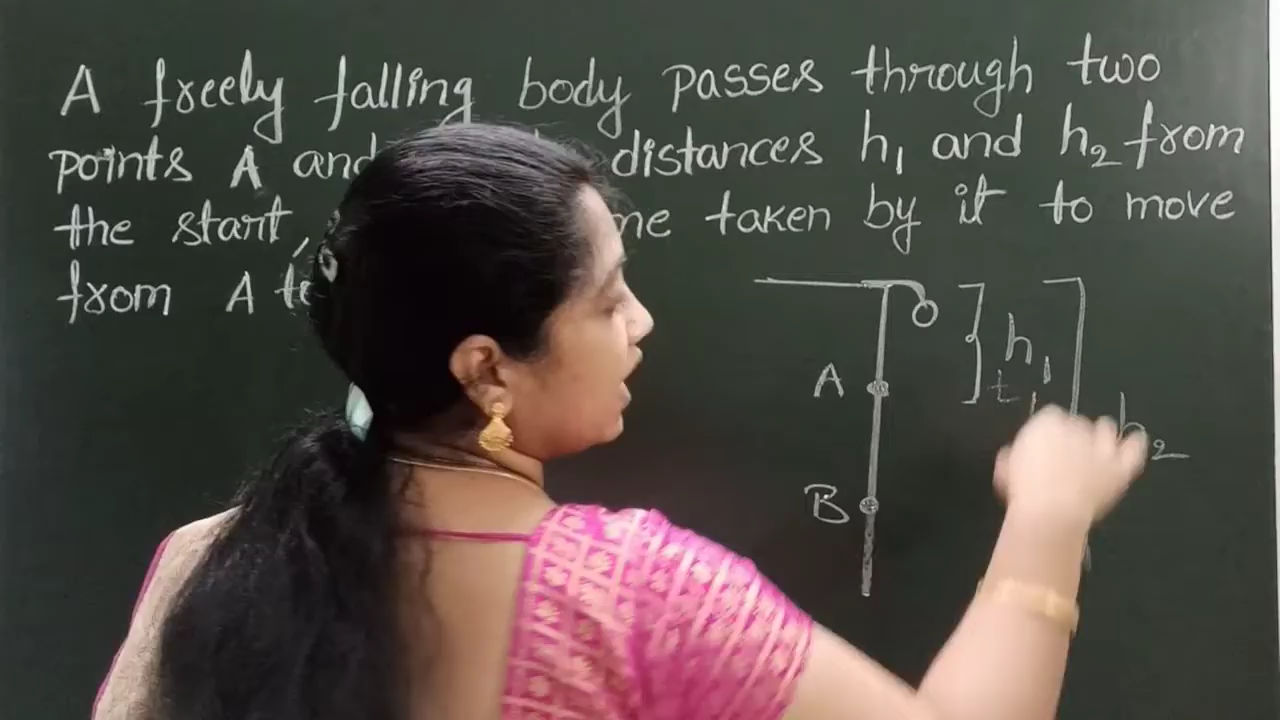 A freely falling body passes through two
points A and distances h₁ and h₂ from
the start, taken by it to move
from A
h₁
A
t₁
h₂
B